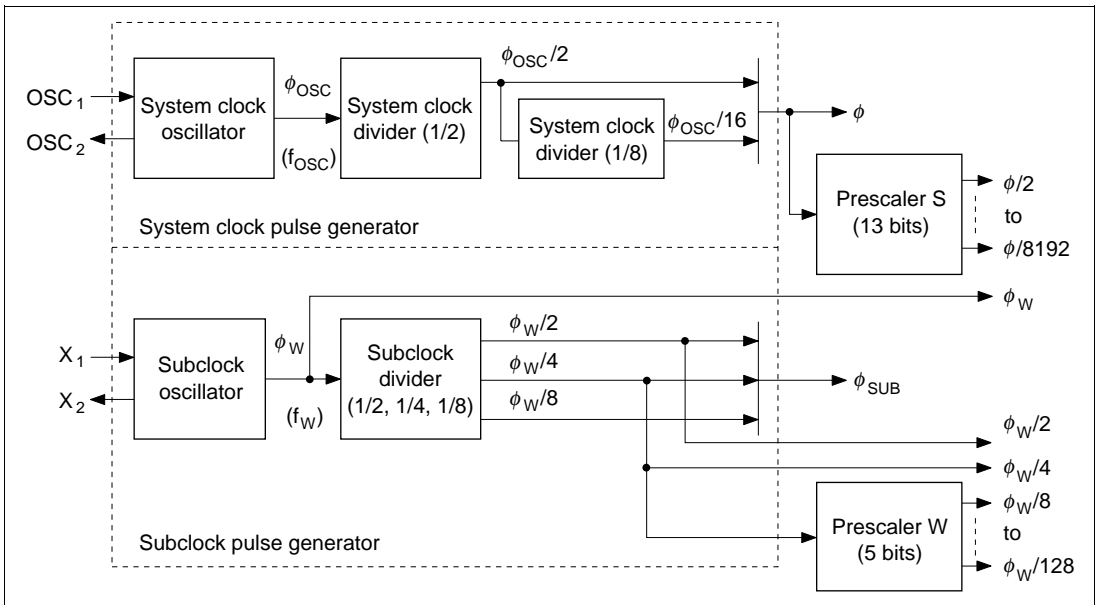 OSC1
OSC2
System clock
oscillator
ϕOSC
(fOSC)
System clock
divider (1/2)
ϕOSC/2
System clock
divider (1/8)
ϕOSC/16
ϕ
Prescaler S
(13 bits)
ϕ/2
to
ϕ/8192
System clock pulse generator
X1
X2
Subclock
oscillator
ϕW
(fW)
Subclock
divider
(1/2, 1/4, 1/8)
ϕW/2
ϕW/4
ϕW/8
ϕW
ϕSUB
ϕW/2
ϕW/4
Prescaler W
(5 bits)
ϕW/8
to
ϕW/128
Subclock pulse generator